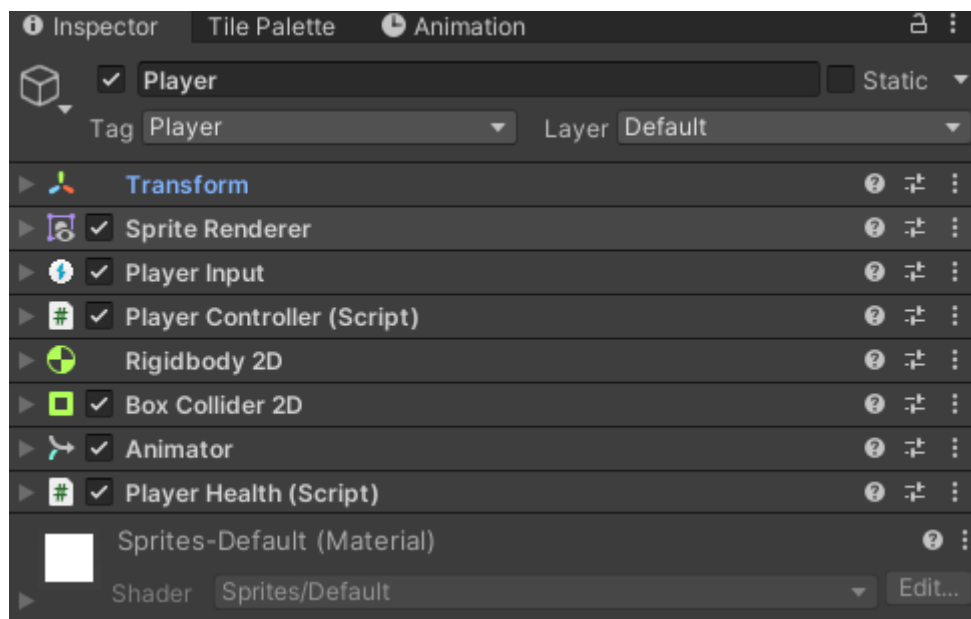 Inspector Tile Palette Animation
Player Static
Tag Player Layer Default
Transform
Sprite Renderer
Player Input
# Player Controller (Script)
Rigidbody 2D
Box Collider 2D
Animator
# Player Health (Script)
Sprites-Default (Material)
Shader Sprites/Default Edit...